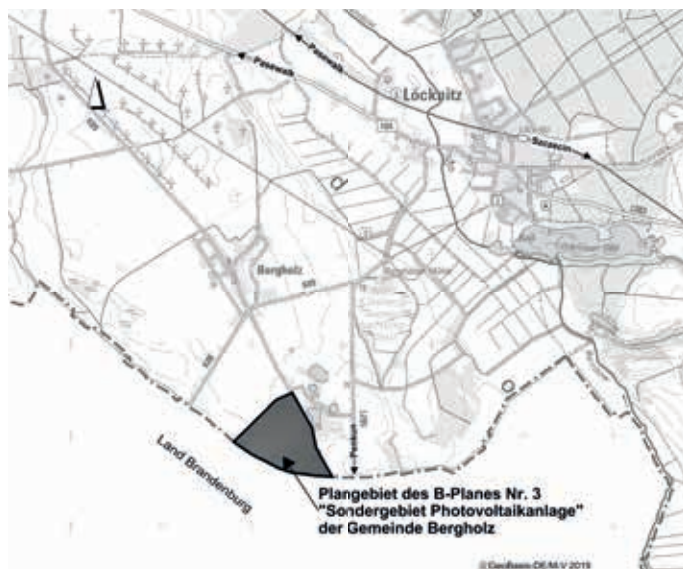 Pasewalk
Pasewalk
Löcknitz
Szczecin
Bergholz
Penkun
Land Brandenburg
Plangebiet des B-Planes Nr. 3
"Sondergebiet Photovoltaikanlage"
der Gemeinde Bergholz
© GeoBasis-DE/M-V 2019